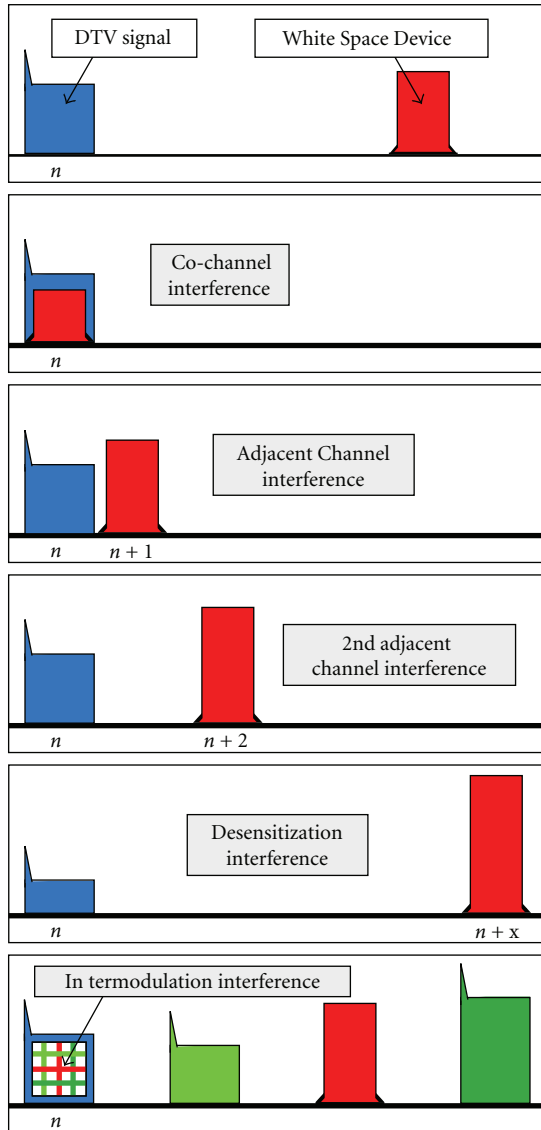 DTV signal
White Space Device
n
Co-channel
interference
n
Adjacent Channel
interference
n
n + 1
2nd adjacent
channel interference
n
n + 2
Desensitization
interference
n
n + x
In termodulation interference
n